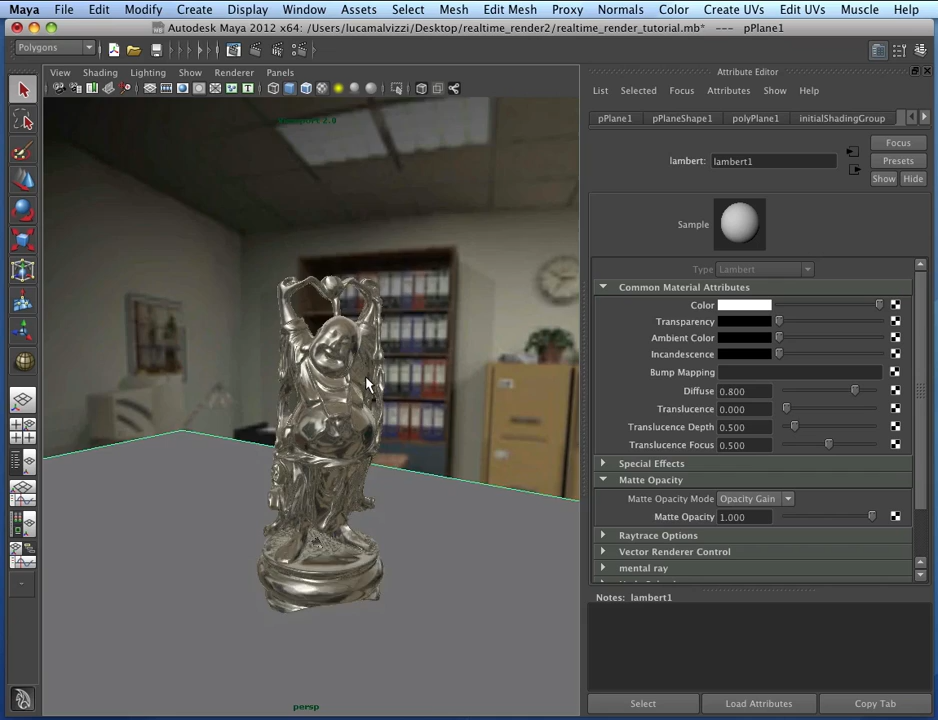 Maya File Edit Modify Create Display Window Assets Select Mesh Edit Mesh Proxy Normals Color Create UVs Edit UVs Muscle Help
Autodesk Maya 2012 x64: /Users/lucamalvizzi/Desktop/realtime_render2/realtime_render_tutorial.mb* --- pPlane1
Polygons
View Shading Lighting Show Renderer Panels
Viewport 2.0
persp
Attribute Editor
List Selected Focus Attributes Show Help
pPlane1 pPlaneShape1 polyPlane1 initialShadingGroup
Focus
lambert: lambert1
Presets
Show Hide
Sample
Type Lambert
Common Material Attributes
Color
Transparency
Ambient Color
Incandescence
Bump Mapping
Diffuse 0.800
Translucence 0.000
Translucence Depth 0.500
Translucence Focus 0.500
Special Effects
Matte Opacity
Matte Opacity Mode Opacity Gain
Matte Opacity 1.000
Raytrace Options
Vector Renderer Control
mental ray
Notes: lambert1
Select Load Attributes Copy Tab